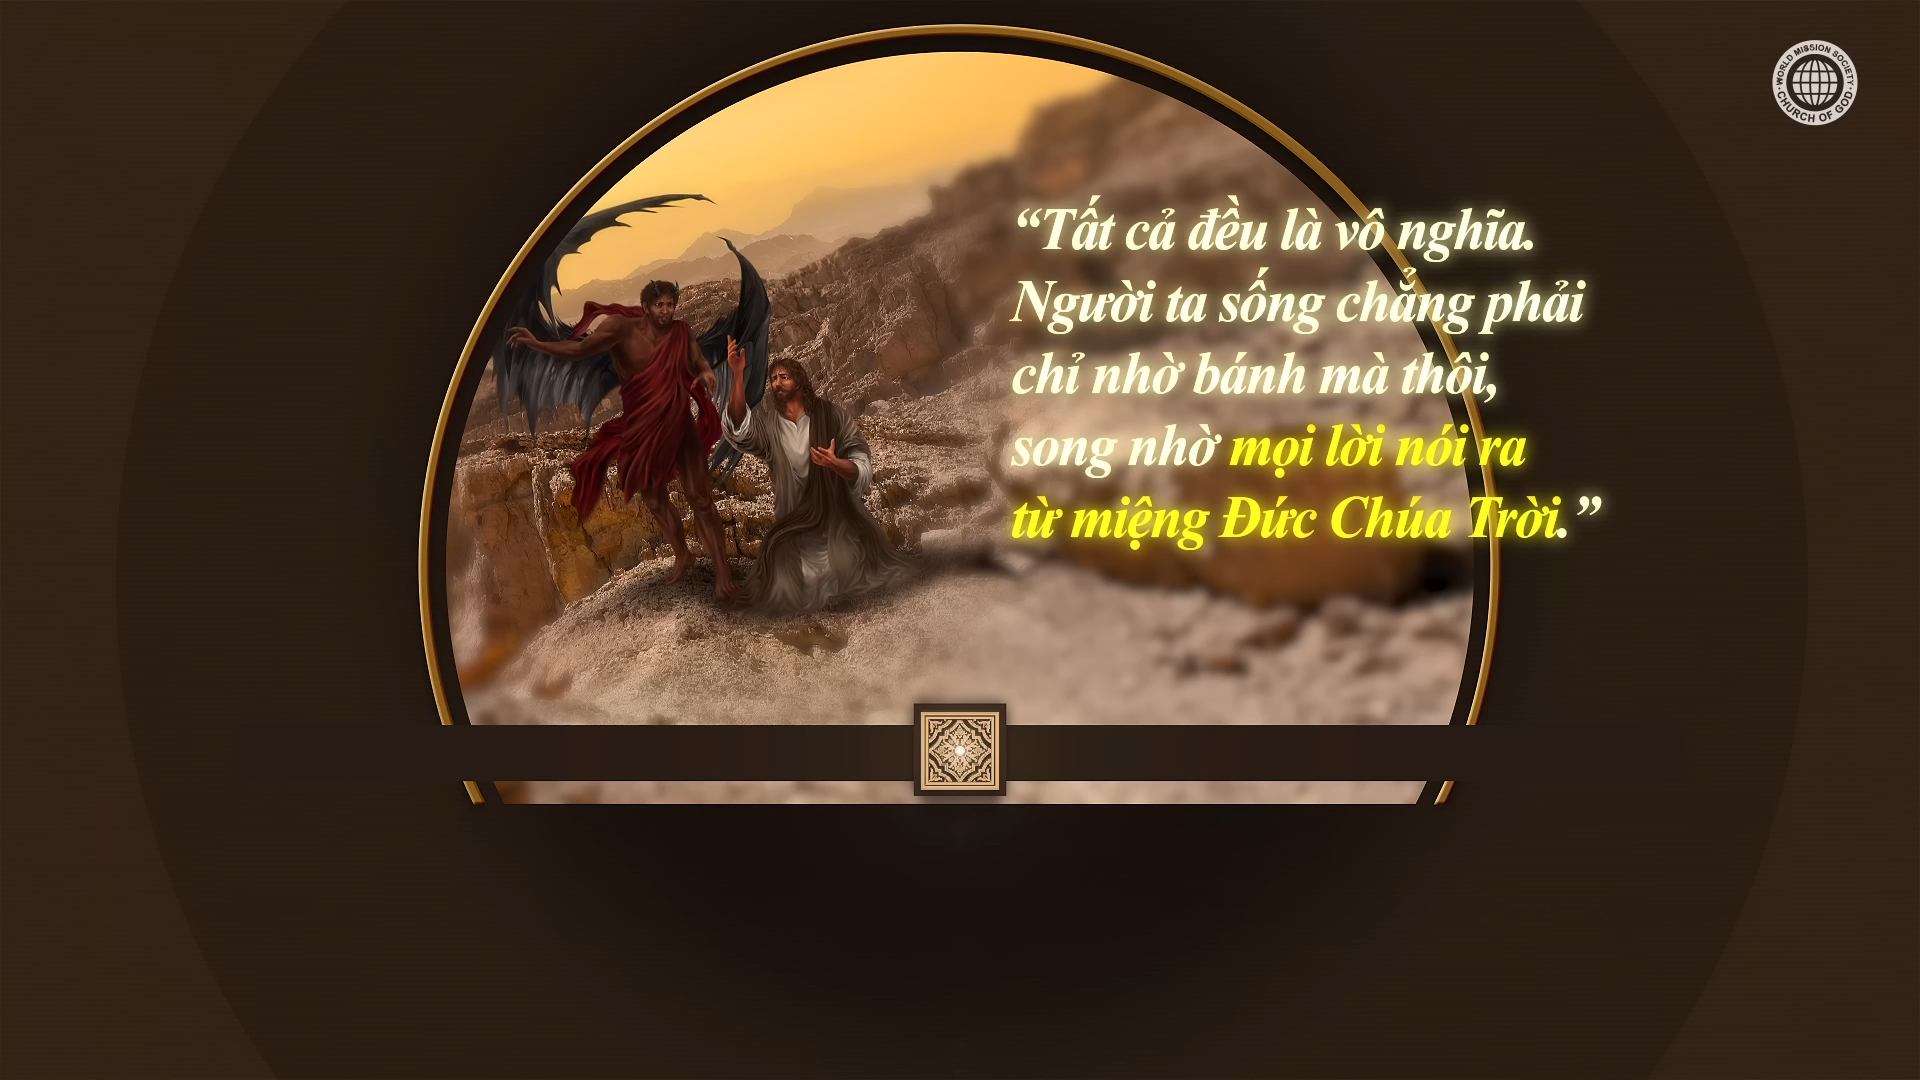 WORLD MISSION SOCIETY
CHURCH OF GOD
“Tất cả đều là vô nghĩa.
Người ta sống chẳng phải
chỉ nhờ bánh mà thôi,
song nhờ mọi lời nói ra
từ miệng Đức Chúa Trời.”